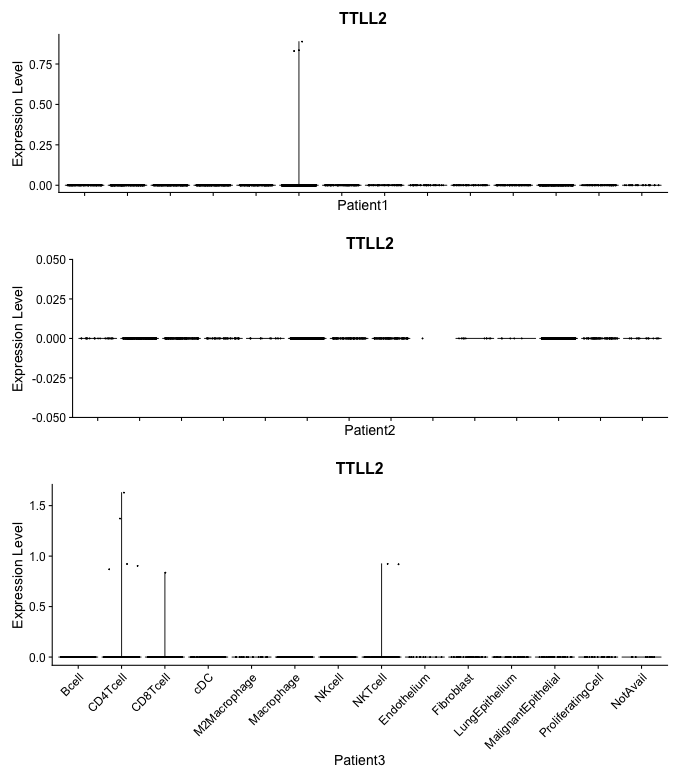 TTLL2
Expression Level
0.75
0.50
0.25
0.00
Patient1
TTLL2
Expression Level
0.050
0.025
0.000
-0.025
-0.050
Patient2
TTLL2
Expression Level
1.5
1.0
0.5
0.0
Bcell
CD4Tcell
CD8Tcell
cDC
M2Macrophage
Macrophage
NKcell
NKTcell
Endothelium
Fibroblast
LungEpithelium
MalignantEpithelial
ProliferatingCell
NotAvail
Patient3